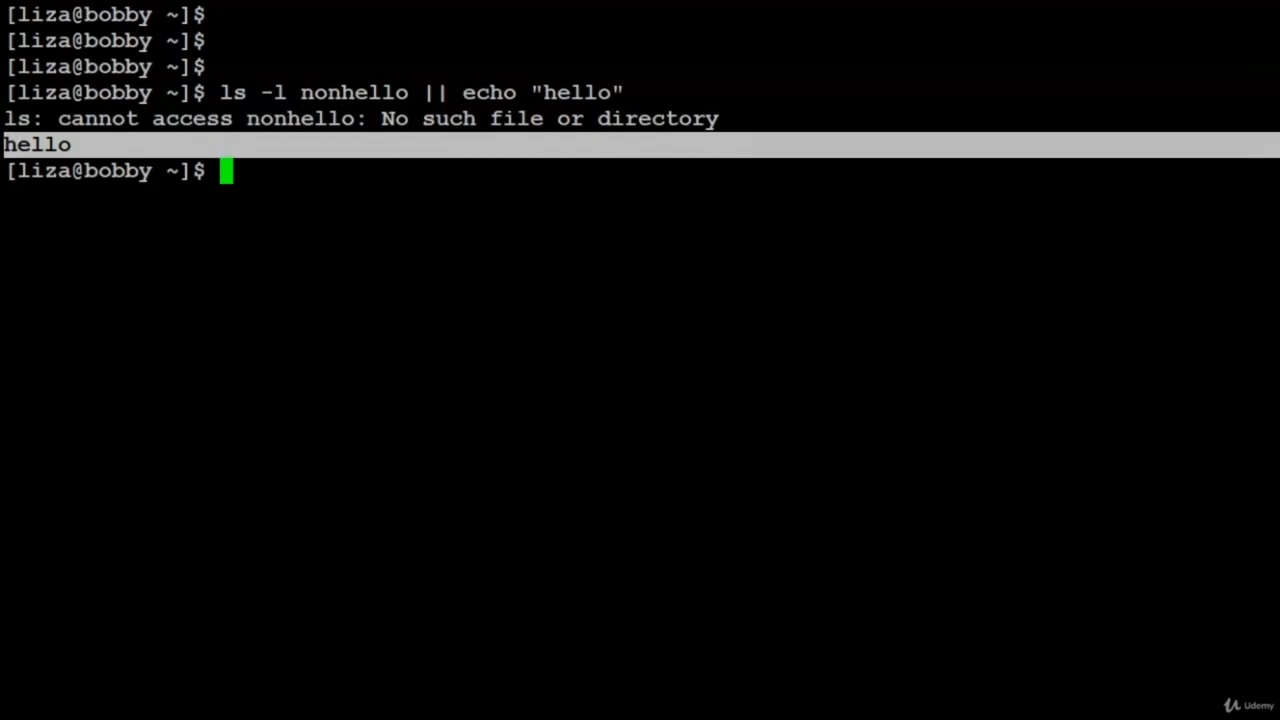 [liza@bobby ~]$
[liza@bobby ~]$
[liza@bobby ~]$
[liza@bobby ~]$ ls -l nonhello || echo "hello"
ls: cannot access nonhello: No such file or directory
hello
[liza@bobby ~]$
Udemy